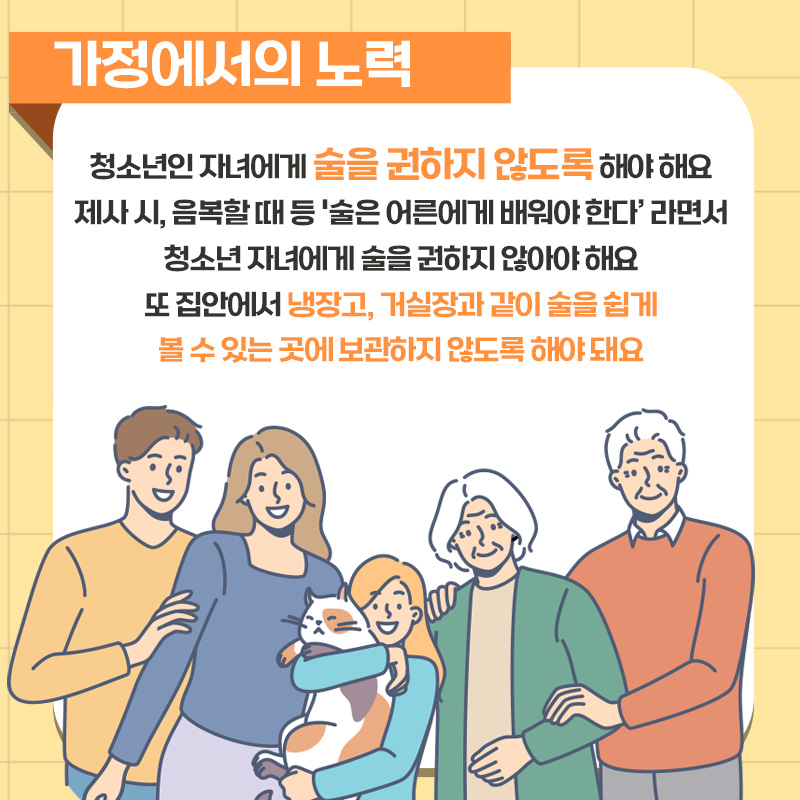 가정에서의 노력
청소년인 자녀에게 술을 권하지 않도록 해야 해요
제사 시, 음복할 때 등 '술은 어른에게 배워야 한다’ 라면서
청소년 자녀에게 술을 권하지 않아야 해요
또 집안에서 냉장고, 거실장과 같이 술을 쉽게
볼 수 있는 곳에 보관하지 않도록 해야 돼요